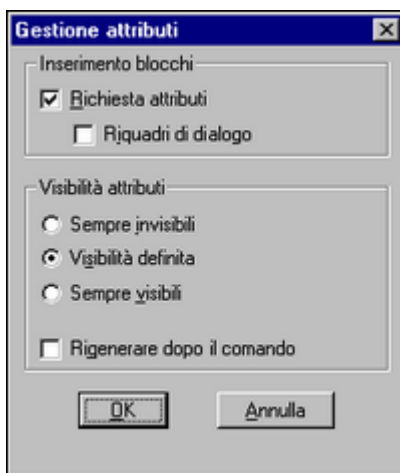 Gestione attributi
Inserimento blocchi
Richiesta attributi
Riquadri di dialogo
Visibilità attributi
Sempre invisibili
Visibilità definita
Sempre visibili
Rigenerare dopo il comando
OK Annulla